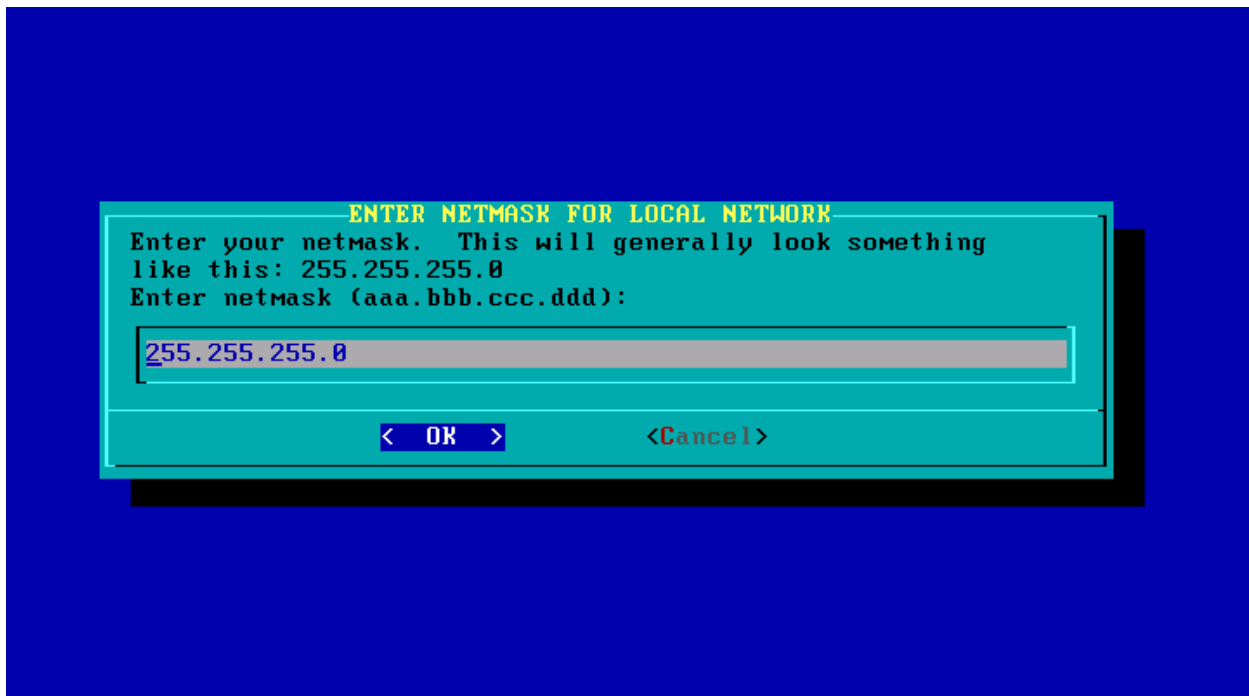 ENTER NETMASK FOR LOCAL NETWORK
Enter your netmask.  This will generally look something
like this: 255.255.255.0
Enter netmask (aaa.bbb.ccc.ddd):
255.255.255.0
<  OK  > <Cancel>